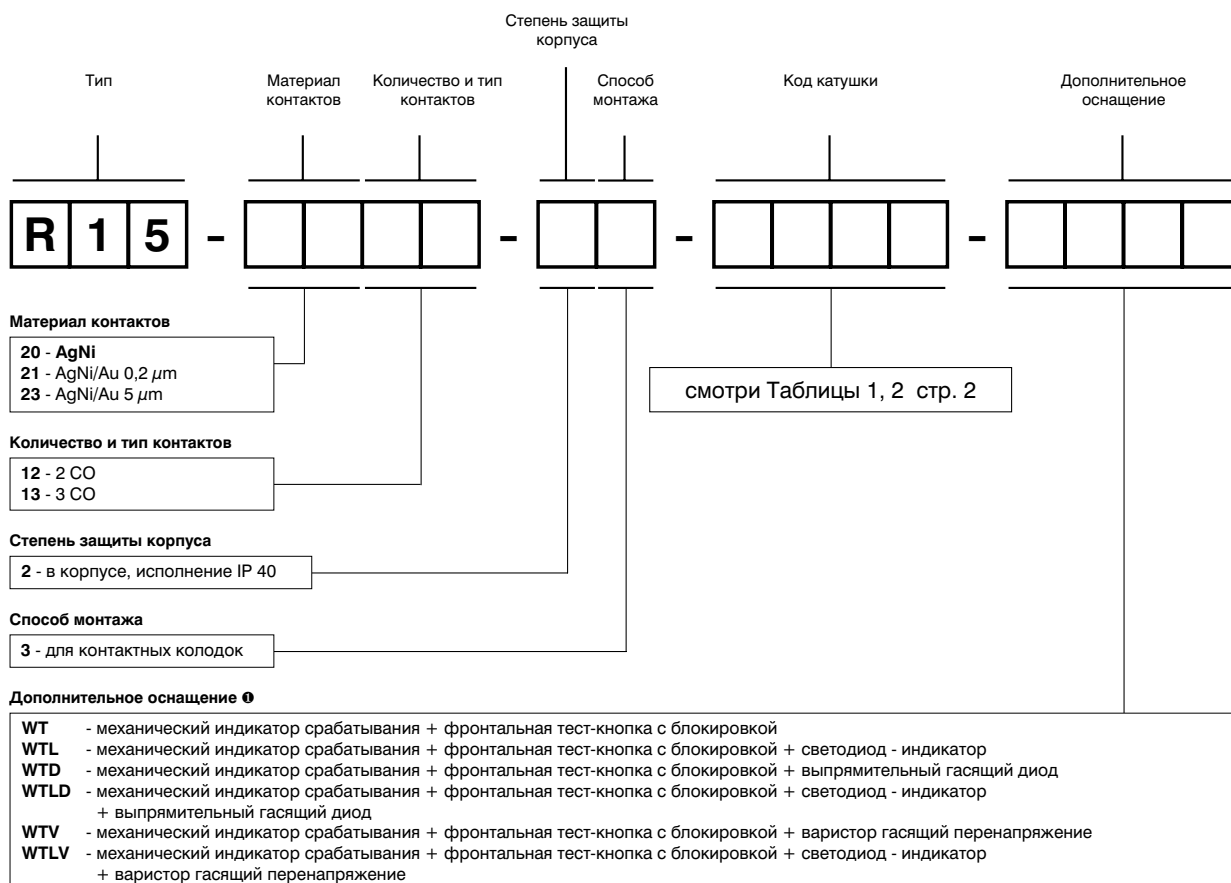 Степень защиты
корпуса
Тип
Материал
контактов
Количество и тип
контактов
Способ
монтажа
Код катушки
Дополнительное
оснащение
R 1 5 - - - -
Материал контактов
20 - AgNi
21 - AgNi/Au 0,2 µm
23 - AgNi/Au 5 µm
смотри Таблицы 1, 2 стр. 2
Количество и тип контактов
12 - 2 CO
13 - 3 CO
Степень защиты корпуса
2 - в корпусе, исполнение IP 40
Способ монтажа
3 - для контактных колодок
Дополнительное оснащение ❶
WT - механический индикатор срабатывания + фронтальная тест-кнопка с блокировкой
WTL - механический индикатор срабатывания + фронтальная тест-кнопка с блокировкой + светодиод - индикатор
WTD - механический индикатор срабатывания + фронтальная тест-кнопка с блокировкой + выпрямительный гасящий диод
WTLD - механический индикатор срабатывания + фронтальная тест-кнопка с блокировкой + светодиод - индикатор
+ выпрямительный гасящий диод
WTV - механический индикатор срабатывания + фронтальная тест-кнопка с блокировкой + варистор гасящий перенапряжение
WTLV - механический индикатор срабатывания + фронтальная тест-кнопка с блокировкой + светодиод - индикатор
+ варистор гасящий перенапряжение